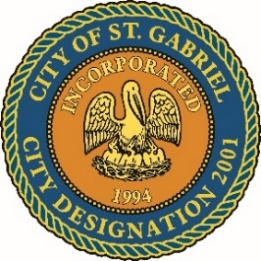 CITY OF ST. GABRIEL
INCORPORATED
1994
CITY DESIGNATION 2001